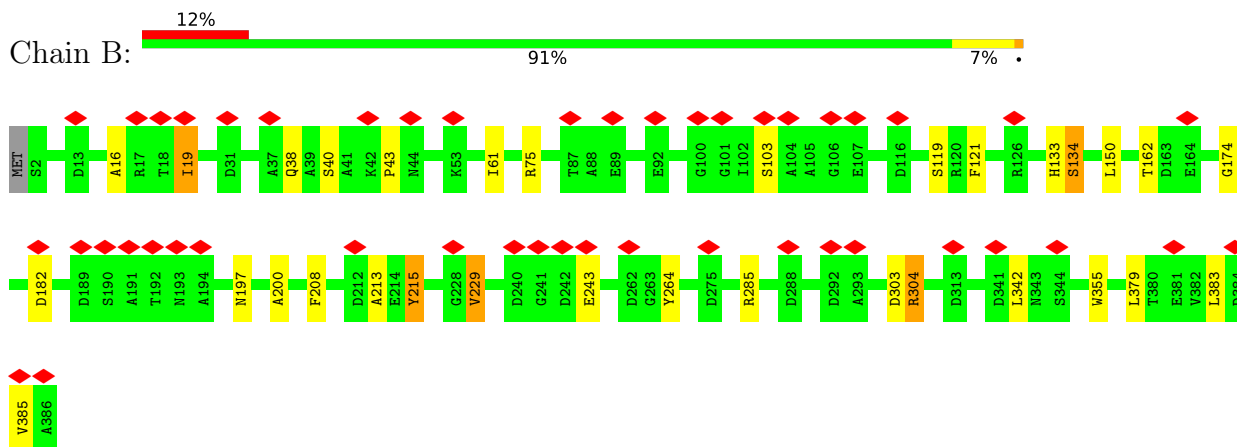 12%
Chain B:
91% 7% •
MET S2 D13 A16 R17 T18 I19 D31 A37 Q38 A39 S40 A41 K42 P43 N44 K53 I61 R75 T87 A88 E89 E92 G100 G101 I102 S103 A104 A105 G106 E107 D116 S119 R120 F121 R126 H133 S134 L150 T162 D163 E164 G174
D182 D189 S190 A191 T192 N193 A194 N197 A200 F208 D212 A213 E214 Y215 G228 V229 D240 G241 D242 E243 D262 G263 Y264 D275 R285 D288 D292 A293 D303 R304 D313 D341 L342 N343 S344 W355 L379 T380 E381 V382 L383
V385 A386